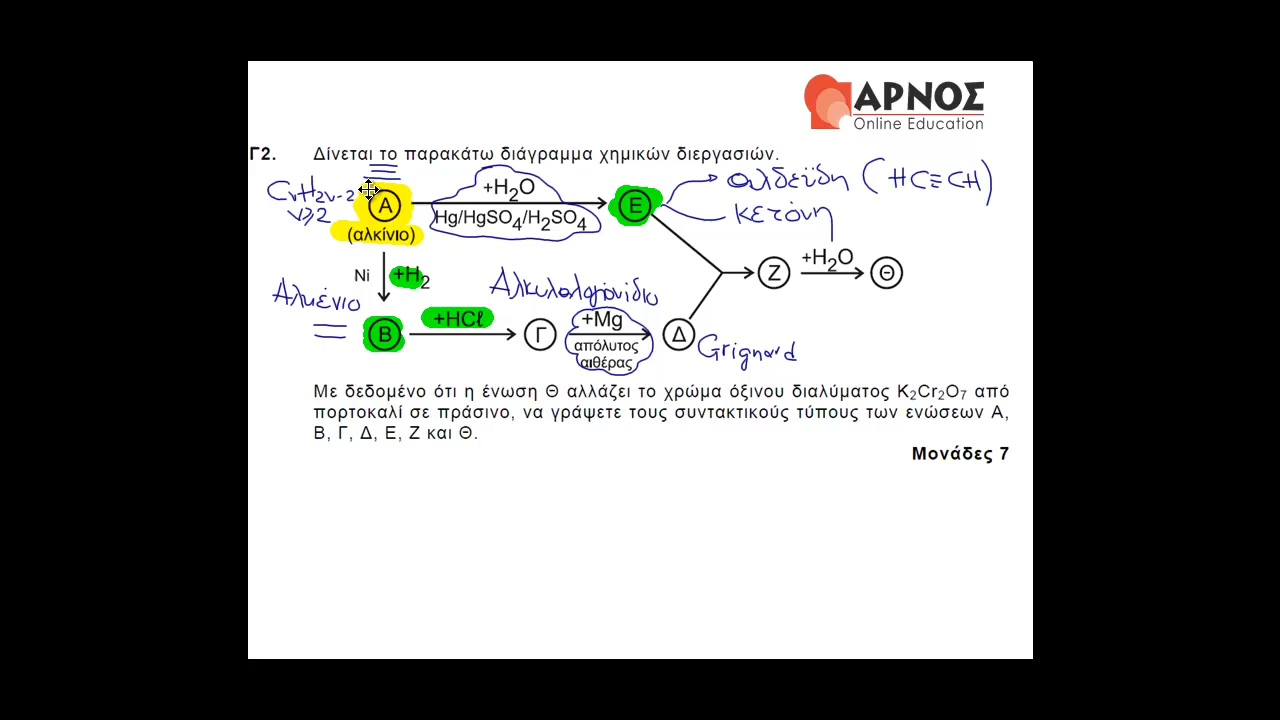 ΑΡΝΟΣ
Online Education
Γ2. Δίνεται το παρακάτω διάγραμμα χημικών διεργασιών.
CνH2ν-2
ν≥2
A
(αλκίνιο)
+H2O
Hg/HgSO4/H2SO4
E
αλδεΰδη (HC≡CH)
κετόνη
Ni
+H2
Z
+H2O
Θ
Αλκένιο
B
+HCℓ
Γ
Αλκυλαλογονίδιο
+Mg
απόλυτος
αιθέρας
Δ
Grignard
Με δεδομένο ότι η ένωση Θ αλλάζει το χρώμα όξινου διαλύματος K2Cr2O7 από
πορτοκαλί σε πράσινο, να γράψετε τους συντακτικούς τύπους των ενώσεων Α,
Β, Γ, Δ, Ε, Ζ και Θ.
Μονάδες 7